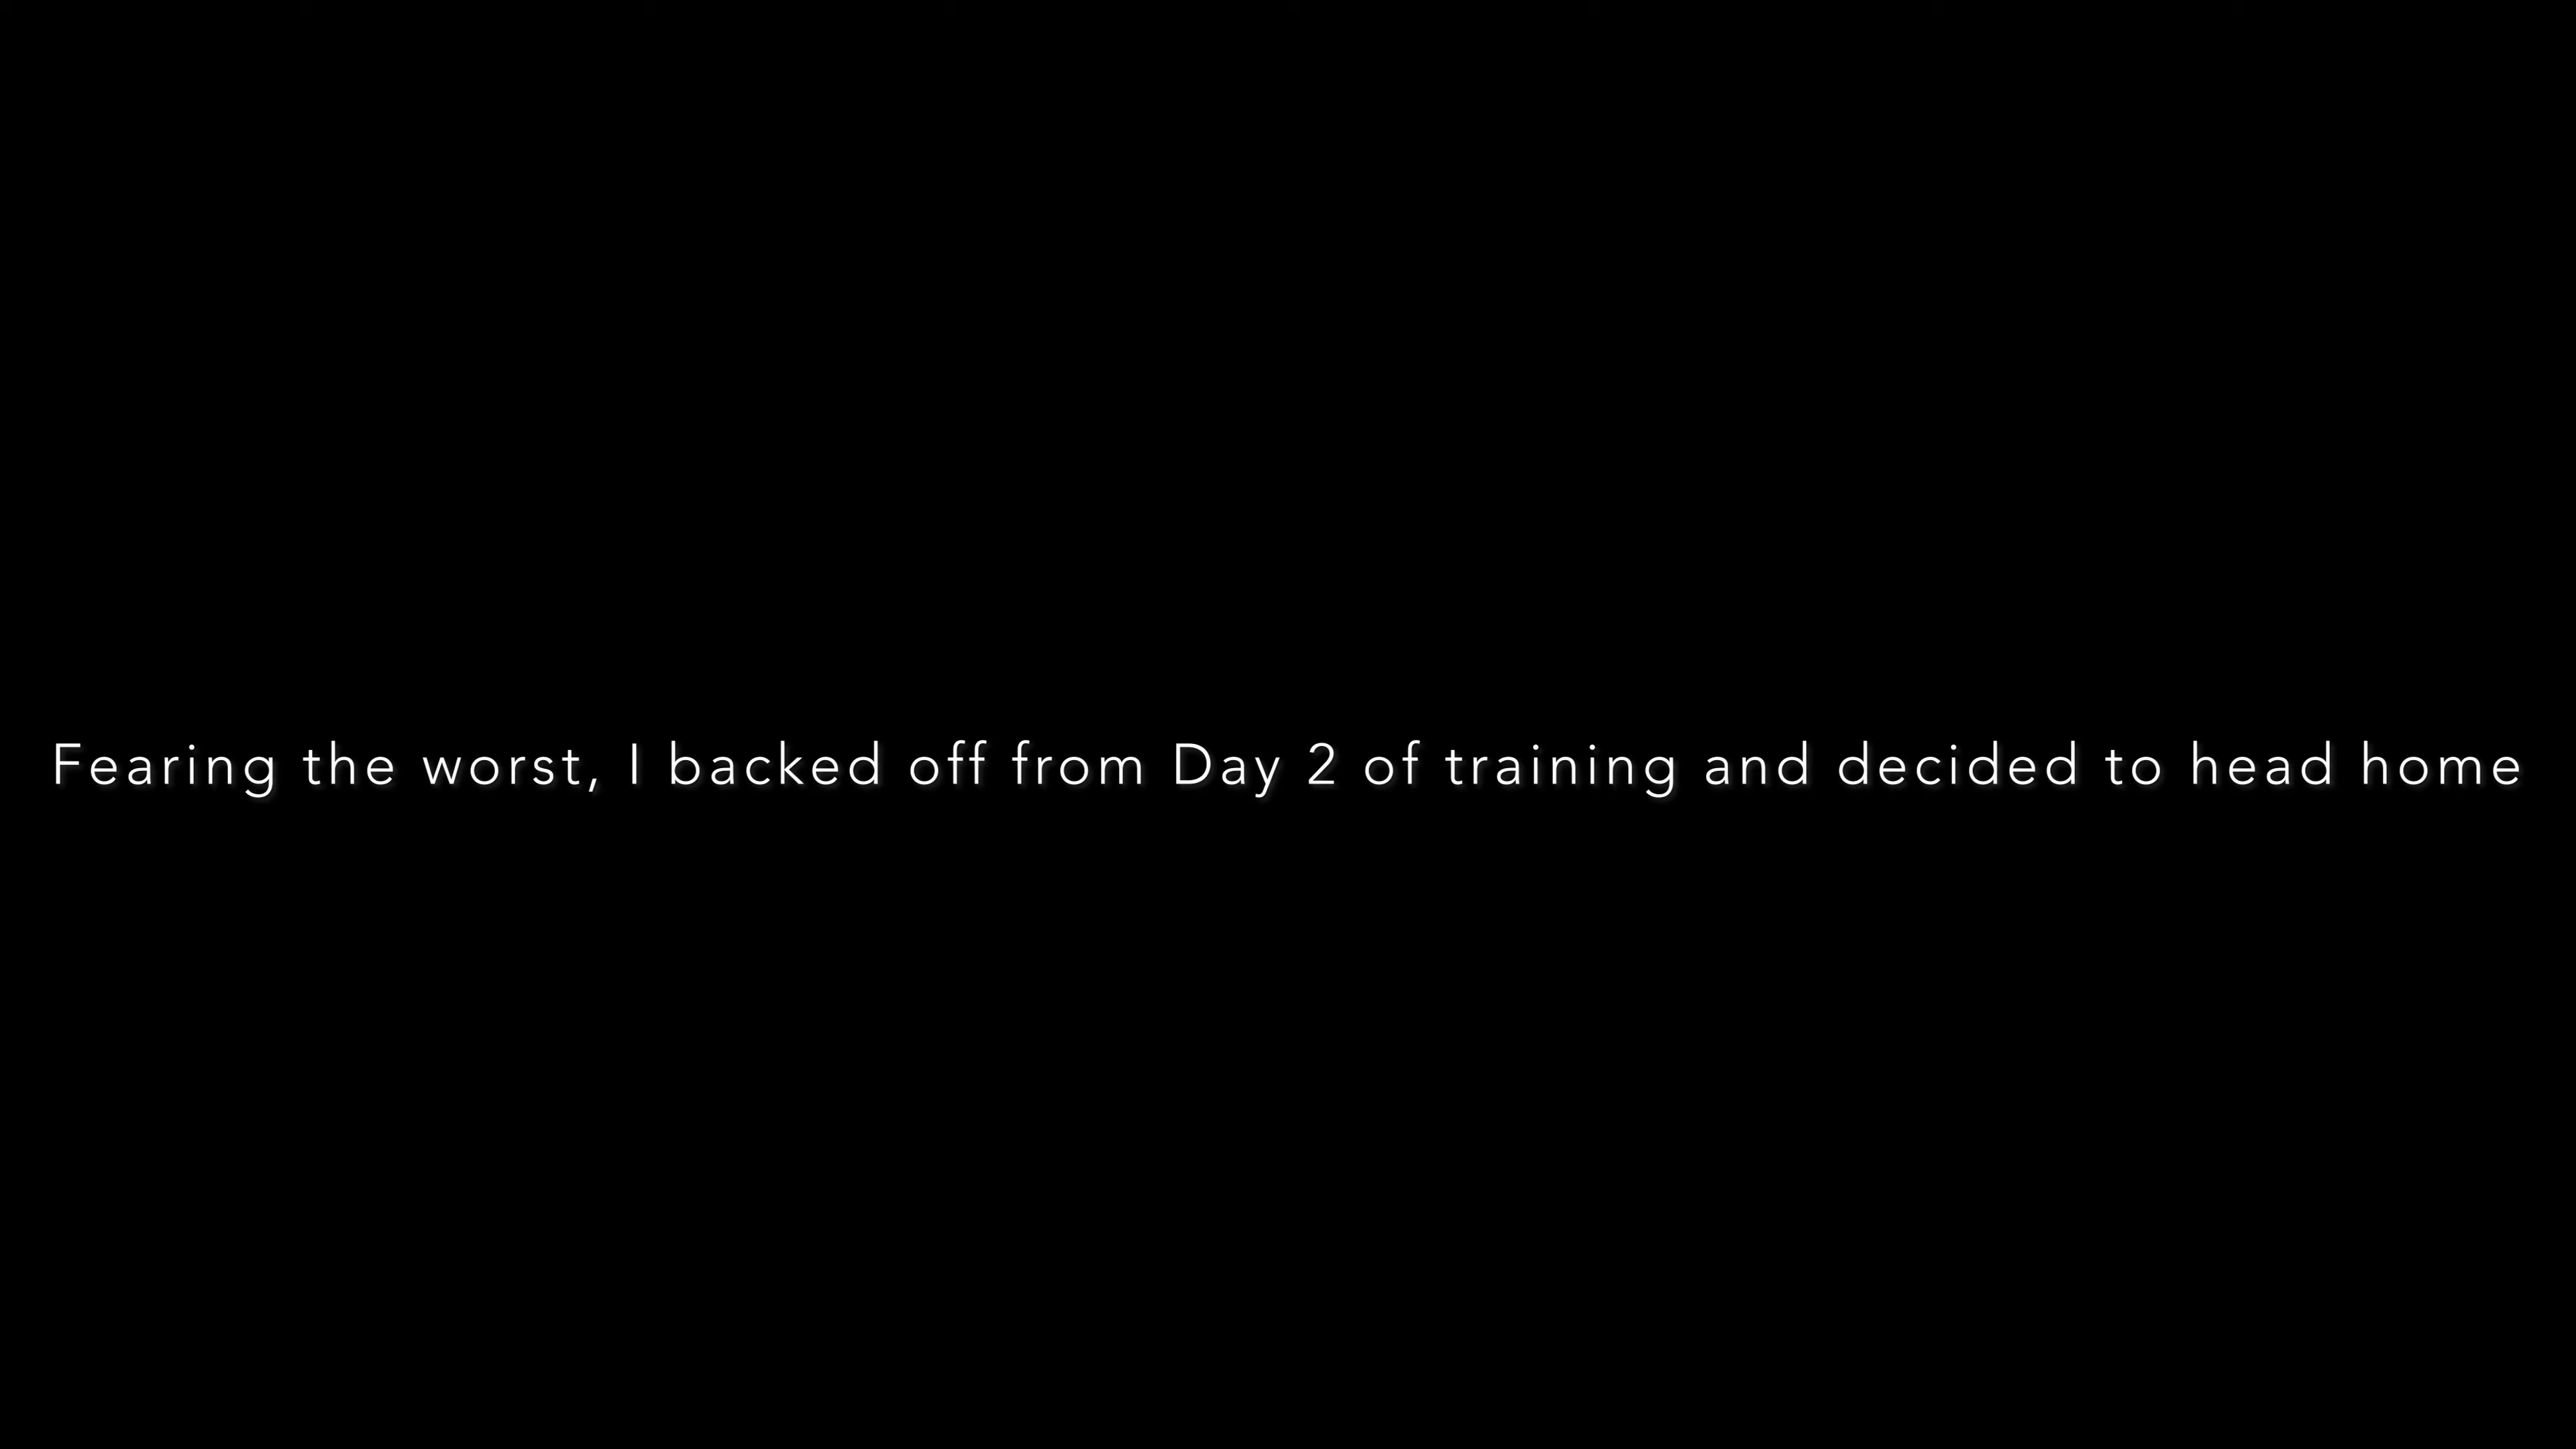 Fearing the worst, I backed off from Day 2 of training and decided to head home